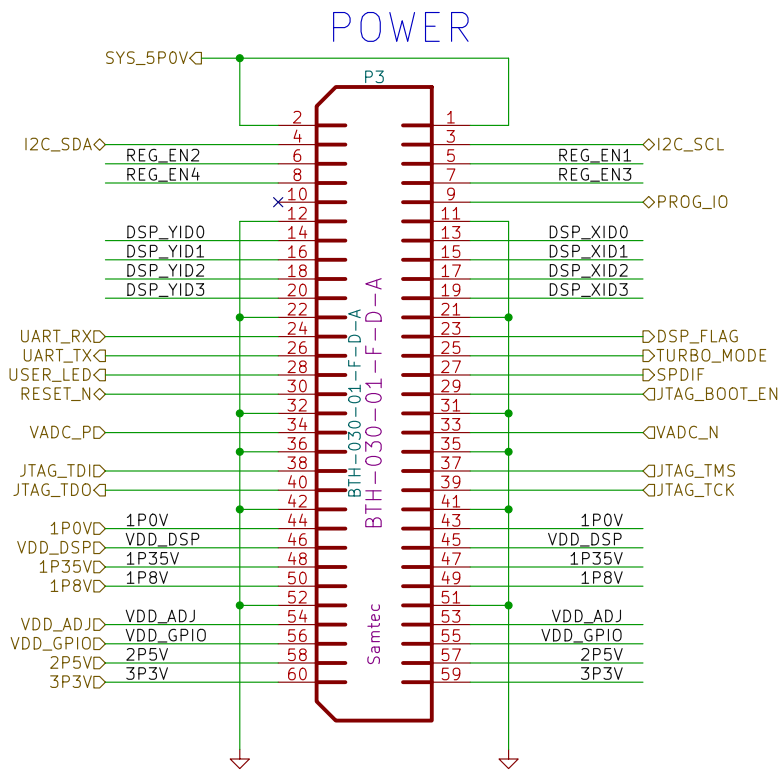 POWER
SYS_5P0V
P3
2 1
I2C_SDA 4 3 I2C_SCL
REG_EN2 6 5 REG_EN1
REG_EN4 8 7 REG_EN3
10 9 PROG_IO
12 11
DSP_YID0 14 13 DSP_XID0
DSP_YID1 16 15 DSP_XID1
DSP_YID2 18 17 DSP_XID2
DSP_YID3 20 19 DSP_XID3
22 21
UART_RX 24 23 DSP_FLAG
UART_TX 26 25 TURBO_MODE
USER_LED 28 27 SPDIF
RESET_N 30 29 JTAG_BOOT_EN
32 31
VADC_P 34 33 VADC_N
36 35
JTAG_TDI 38 37 JTAG_TMS
JTAG_TDO 40 39 JTAG_TCK
42 41
1P0V 1P0V 44 43 1P0V
VDD_DSP VDD_DSP 46 45 VDD_DSP
1P35V 1P35V 48 47 1P35V
1P8V 1P8V 50 49 1P8V
52 51
VDD_ADJ VDD_ADJ 54 53 VDD_ADJ
VDD_GPIO VDD_GPIO 56 55 VDD_GPIO
2P5V 2P5V 58 57 2P5V
3P3V 3P3V 60 59 3P3V
BTH-030-01-F-D-A
BTH-030-01-F-D-A
Samtec